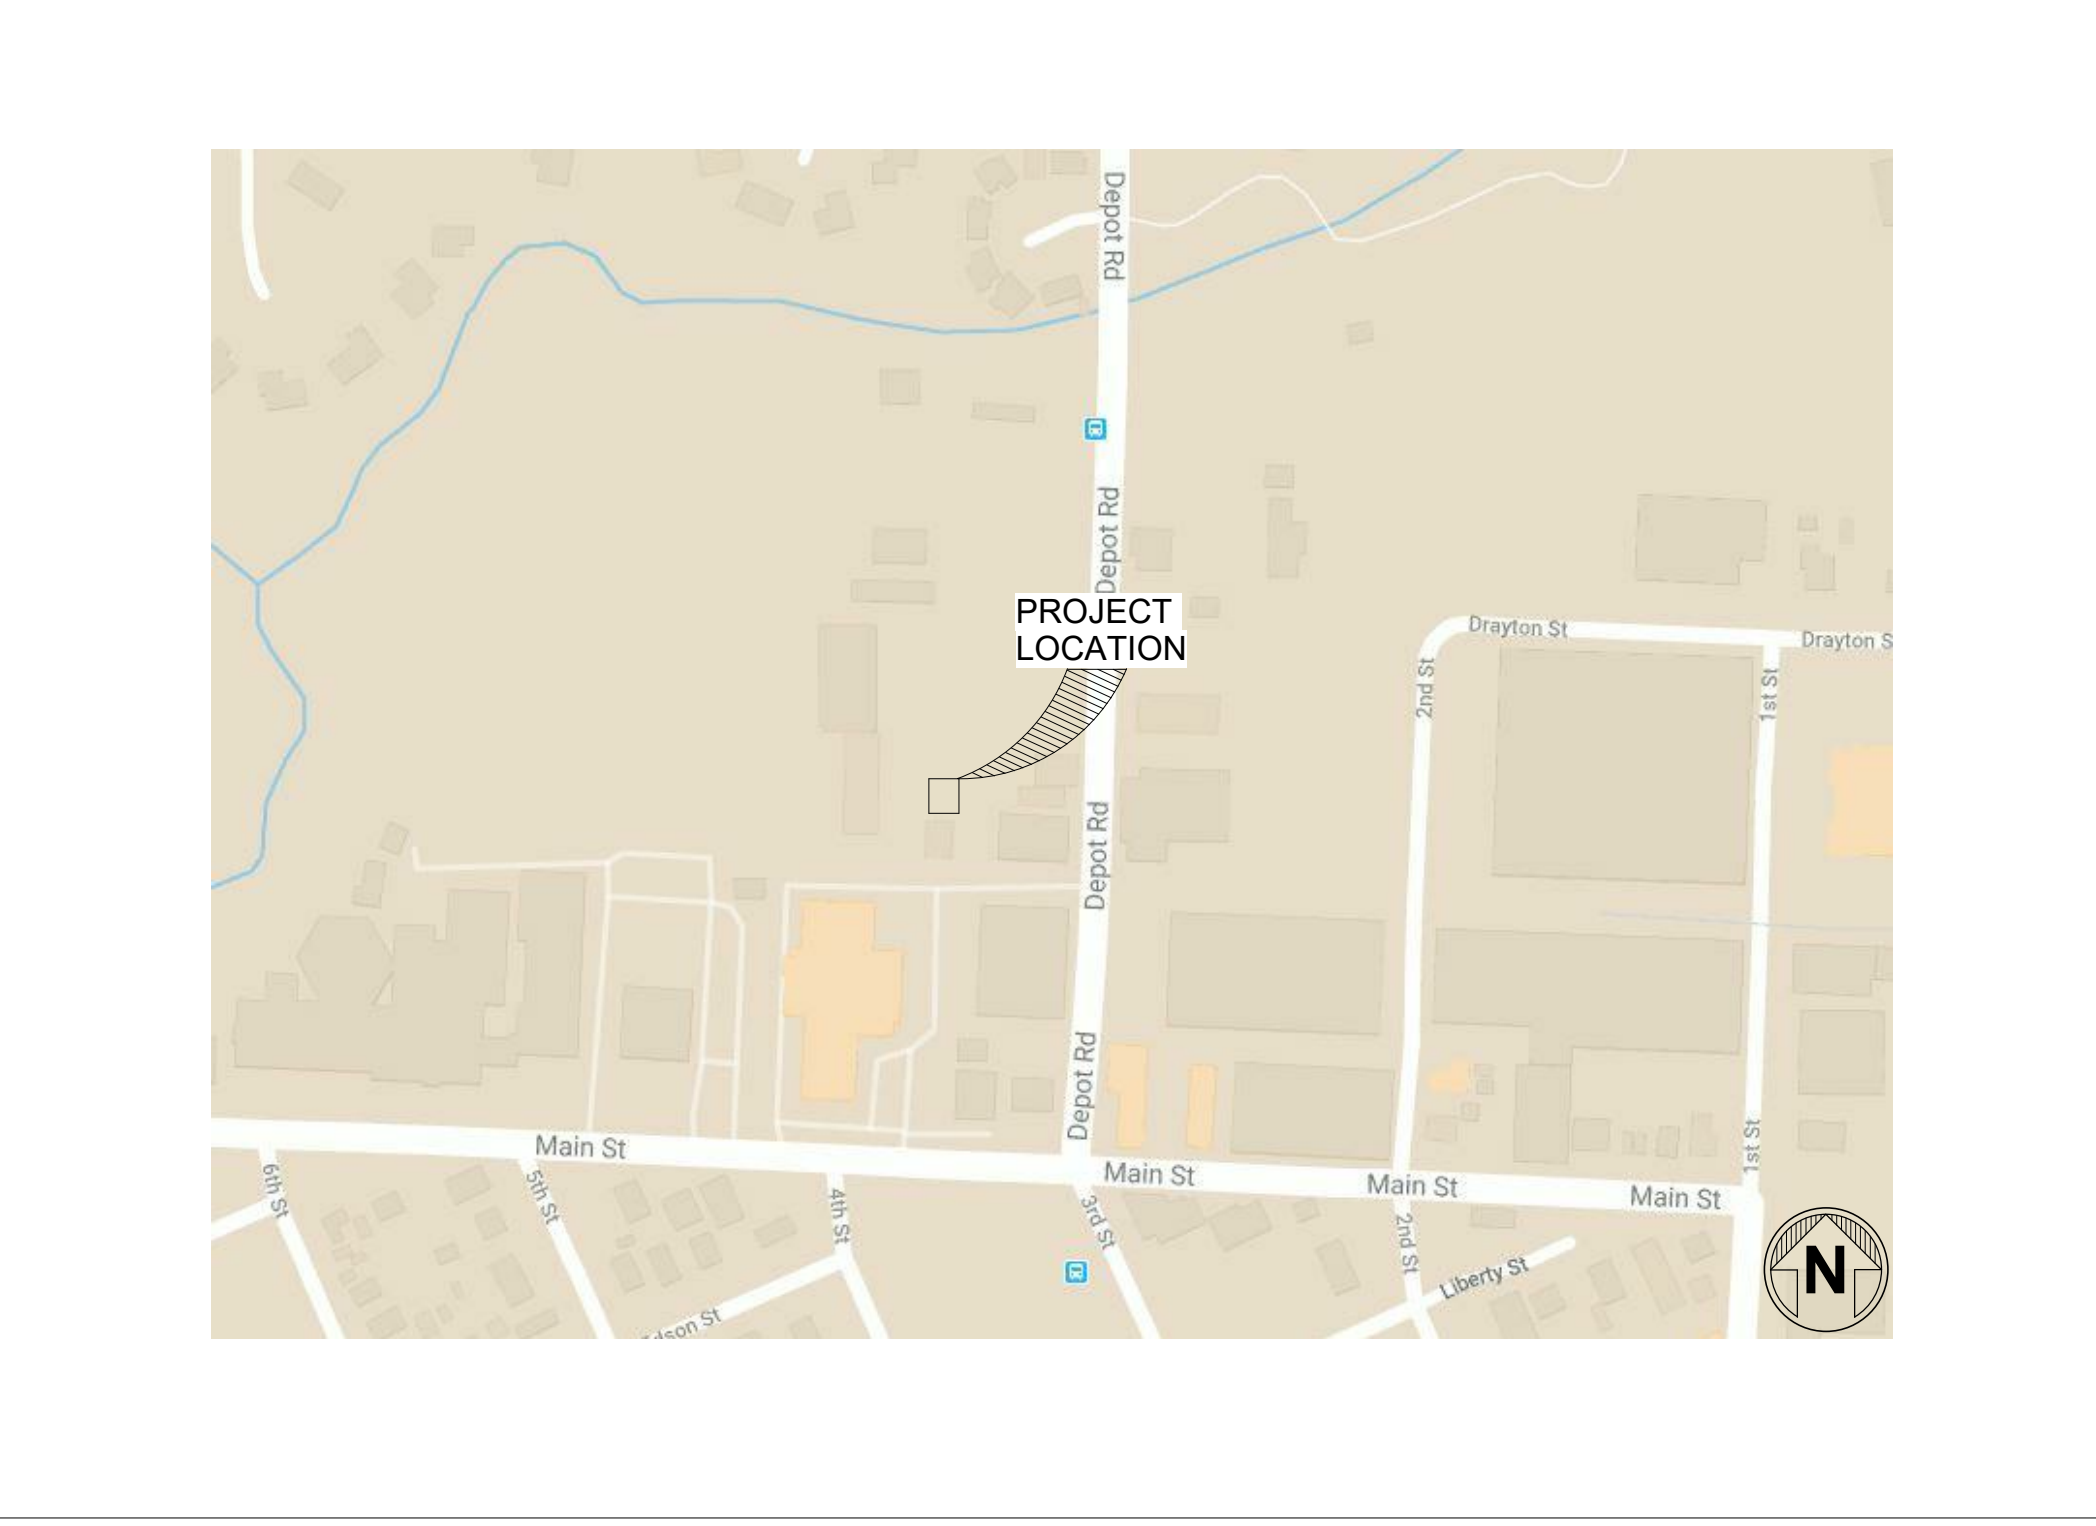 Depot Rd
Depot Rd
PROJECT
LOCATION
Drayton St
Drayton S
2nd St
1st St
Depot Rd
Depot Rd
Main St
Main St
Main St
Main St
1st St
6th St
5th St
4th St
3rd St
2nd St
Liberty St
dson St
N